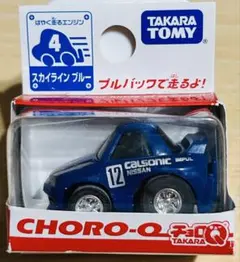 はやく走るエンジン
4
スカイライン ブルー
TAKARA
TOMY
プルバックで走るよ!
calsonic
NISSAN
12
CHORO-Q
チョロQ
TAKARA